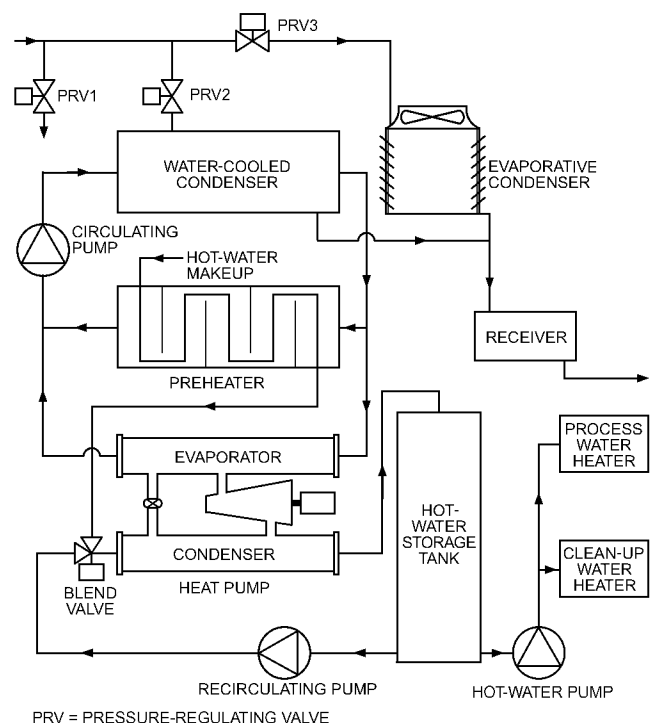 PRV3
PRV1
PRV2
WATER-COOLED
CONDENSER
EVAPORATIVE
CONDENSER
CIRCULATING
PUMP
HOT-WATER
MAKEUP
RECEIVER
PREHEATER
EVAPORATOR
HOT-
WATER
STORAGE
TANK
PROCESS
WATER
HEATER
CONDENSER
CLEAN-UP
WATER
HEATER
BLEND
VALVE
HEAT PUMP
RECIRCULATING PUMP
HOT-WATER PUMP
PRV = PRESSURE-REGULATING VALVE